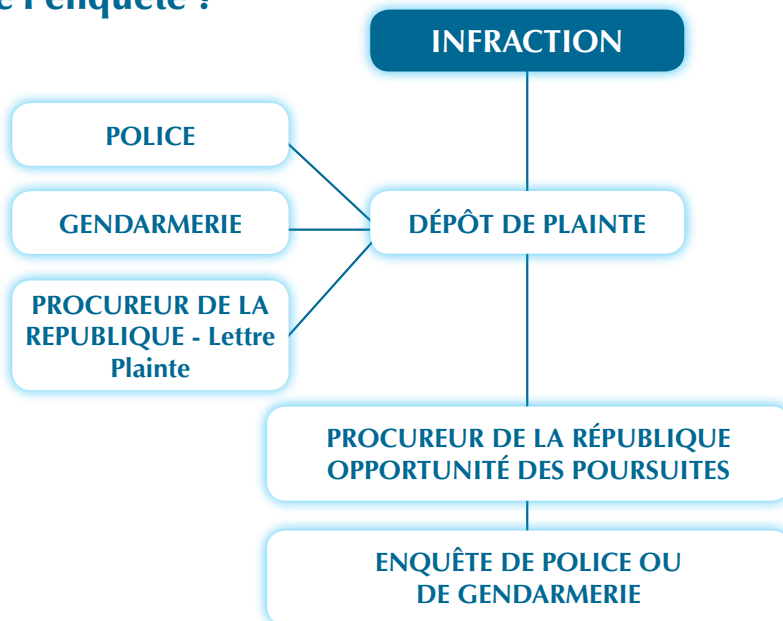 e l'enquête ?
INFRACTION
POLICE
GENDARMERIE
DÉPÔT DE PLAINTE
PROCUREUR DE LA
REPUBLIQUE - Lettre
Plainte
PROCUREUR DE LA RÉPUBLIQUE
OPPORTUNITÉ DES POURSUITES
ENQUÊTE DE POLICE OU
DE GENDARMERIE